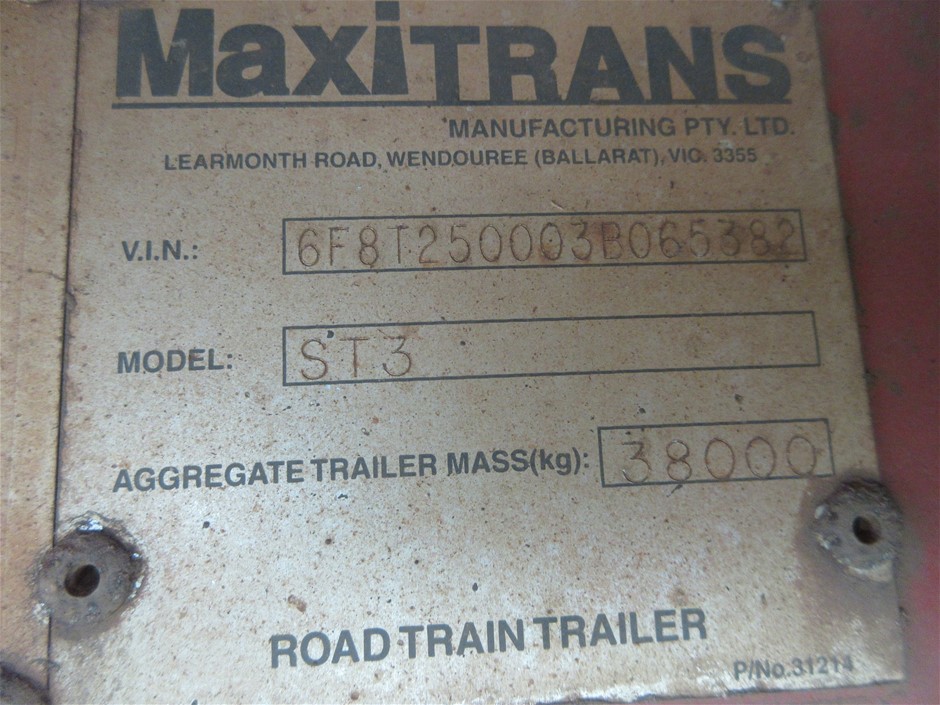 MaxiTRANS
MANUFACTURING PTY. LTD.
LEARMONTH ROAD, WENDOUREE (BALLARAT), VIC. 3355
V.I.N.: 6F8T250003B065382
MODEL: ST3
AGGREGATE TRAILER MASS(kg): 38000
ROAD TRAIN TRAILER
P/No.31214